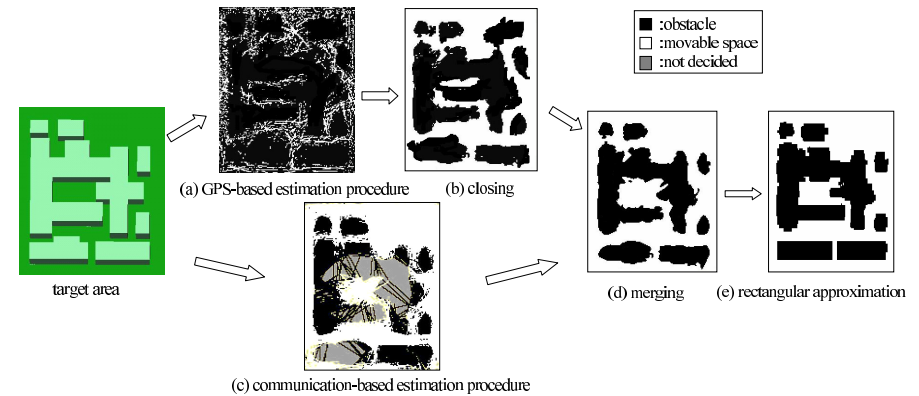 :obstacle
:movable space
:not decided
(a) GPS-based estimation procedure
(b) closing
target area
(d) merging
(e) rectangular approximation
(c) communication-based estimation procedure